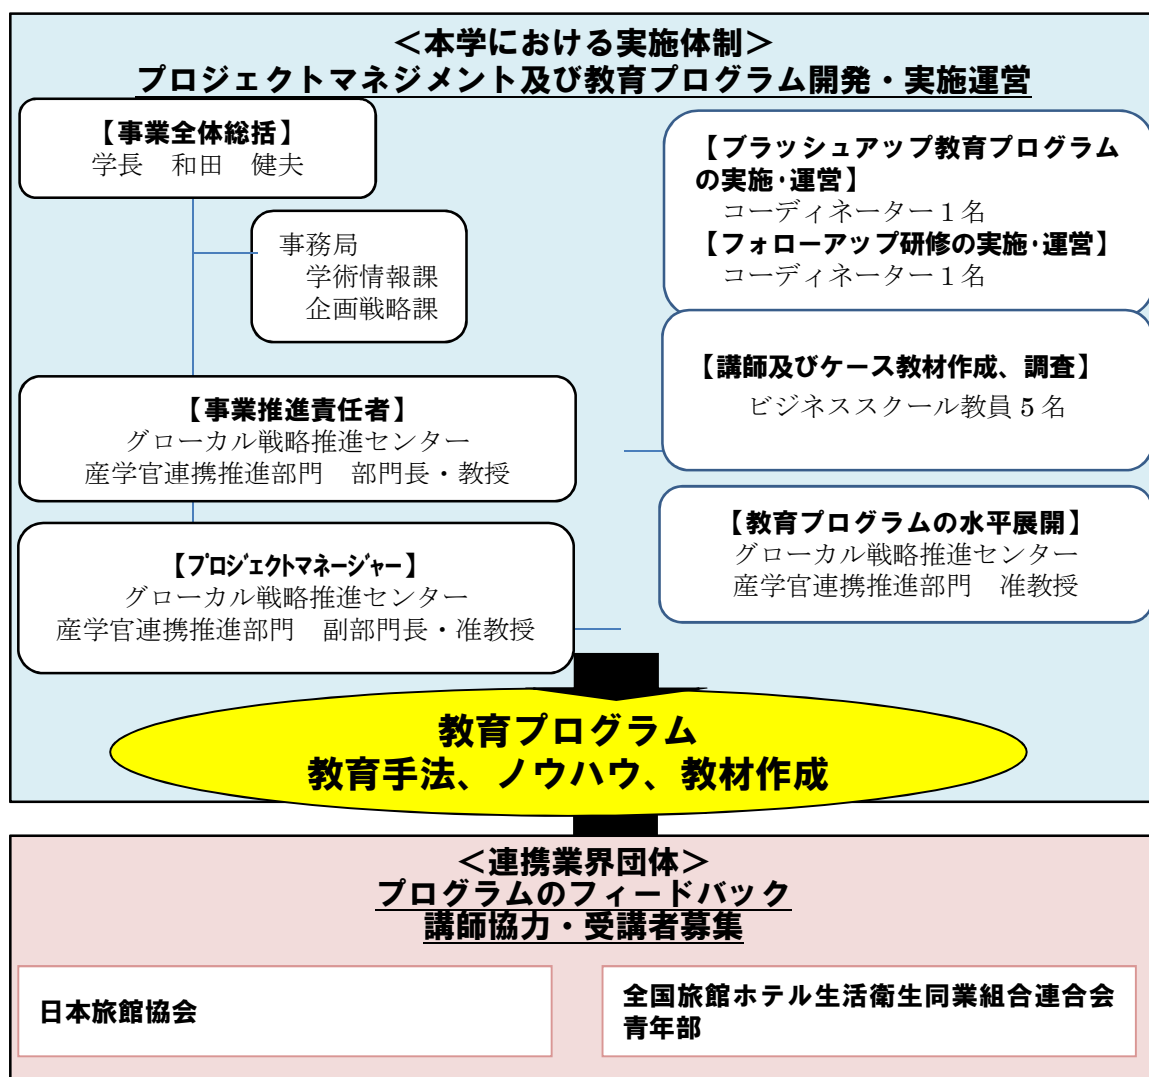 ＜本学における実施体制＞
プロジェクトマネジメント及び教育プログラム開発・実施運営
【事業全体総括】
学長　和田　健夫
事務局
学術情報課
企画戦略課
【事業推進責任者】
グローカル戦略推進センター
産学官連携推進部門　部門長・教授
【プロジェクトマネージャー】
グローカル戦略推進センター
産学官連携推進部門　副部門長・准教授
【ブラッシュアップ教育プログラム
の実施･運営】
コーディネーター１名
【フォローアップ研修の実施･運営】
コーディネーター１名
【講師及びケース教材作成、調査】
ビジネススクール教員 5 名
【教育プログラムの水平展開】
グローカル戦略推進センター
産学官連携推進部門　准教授
教育プログラム
教育手法、ノウハウ、教材作成
＜連携業界団体＞
プログラムのフィードバック
講師協力・受講者募集
日本旅館協会
全国旅館ホテル生活衛生同業組合連合会
青年部